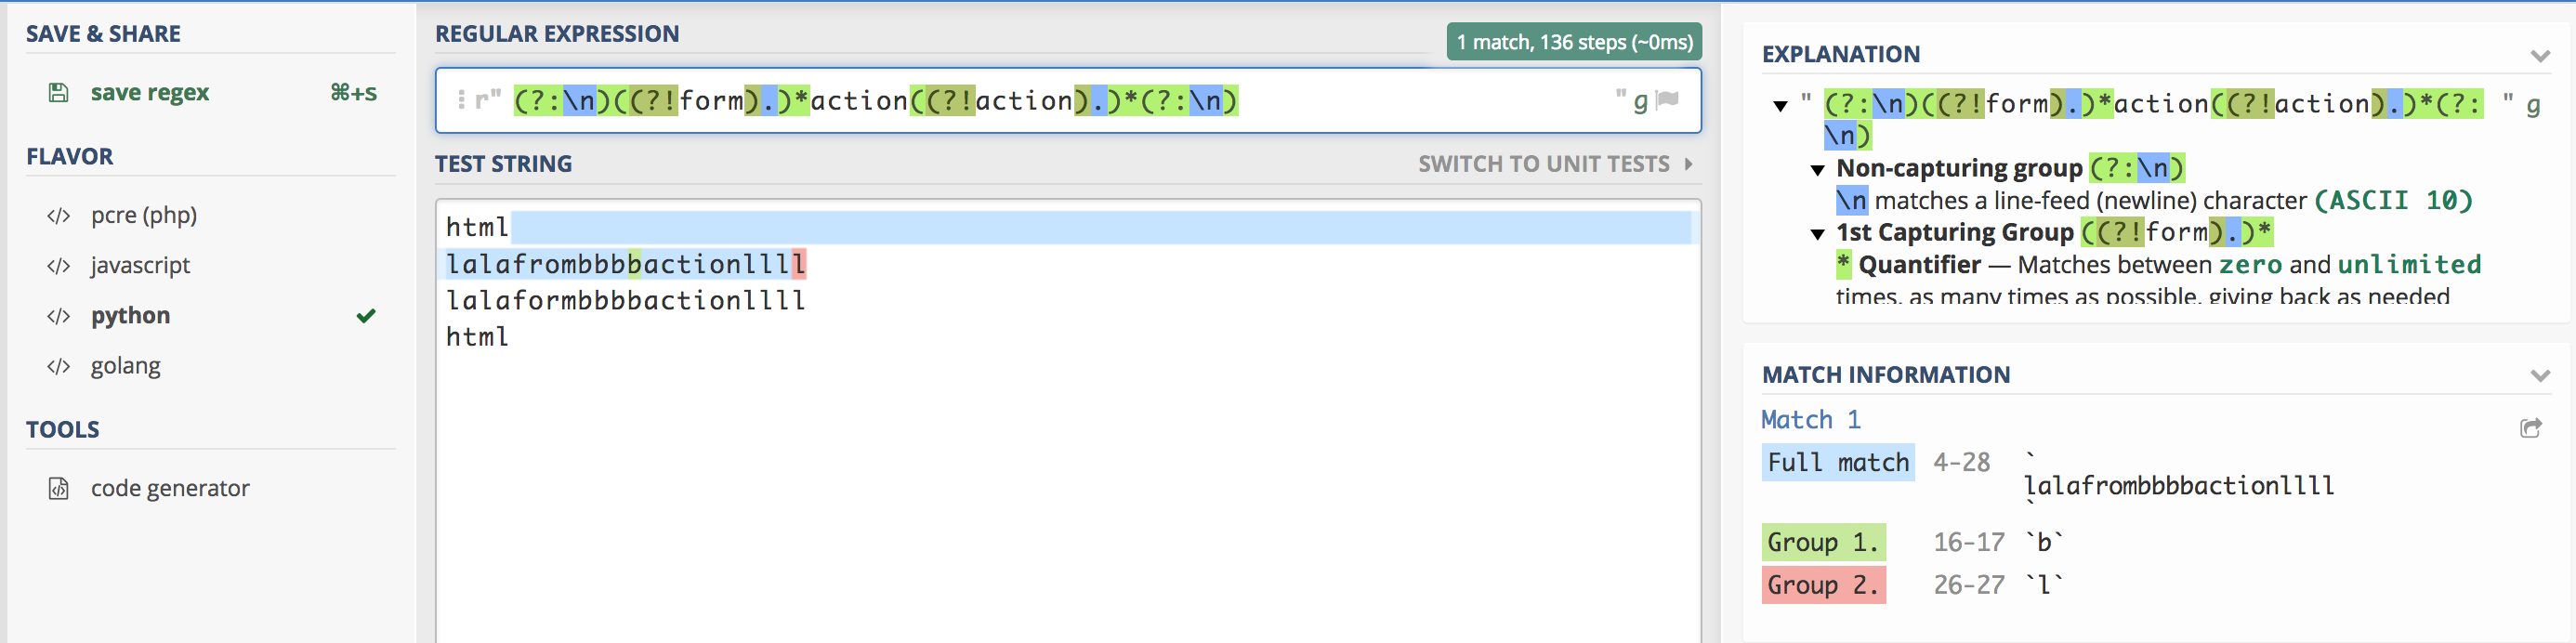 SAVE & SHARE
save regex ⌘+s
FLAVOR
</> pcre (php)
</> javascript
</> python
</> golang
TOOLS
code generator
REGULAR EXPRESSION
1 match, 136 steps (~0ms)
r" (?:\n)((?!form).)*action((?!action).)*(?:\n) " g
TEST STRING
SWITCH TO UNIT TESTS
html
lalafrombbbbactionllll
lalaformbbbbactionllll
html
EXPLANATION
" (?:\n)((?!form).)*action((?!action).)*(?: " g
\n)
Non-capturing group (?:\n)
\n matches a line-feed (newline) character (ASCII 10)
1st Capturing Group ((?!form).)*
* Quantifier — Matches between zero and unlimited
times, as many times as possible, giving back as needed
MATCH INFORMATION
Match 1
Full match 4-28 `
lalafrombbbbactionllll
`
Group 1. 16-17 `b`
Group 2. 26-27 `l`